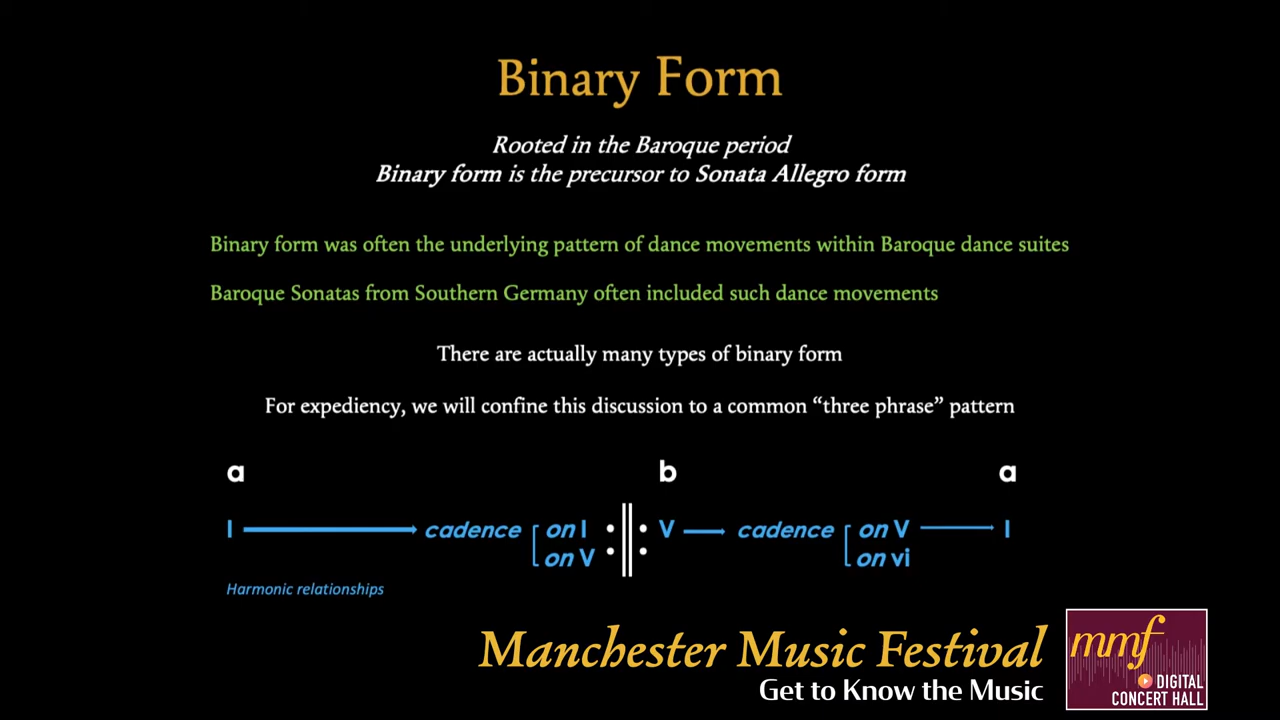 Binary Form
Rooted in the Baroque period
Binary form is the precursor to Sonata Allegro form
Binary form was often the underlying pattern of dance movements within Baroque dance suites
Baroque Sonatas from Southern Germany often included such dance movements
There are actually many types of binary form
For expediency, we will confine this discussion to a common “three phrase” pattern
a b a
I cadence on I V cadence on V I
on V on vi
Harmonic relationships
Manchester Music Festival
Get to Know the Music
mmf
DIGITAL
CONCERT HALL